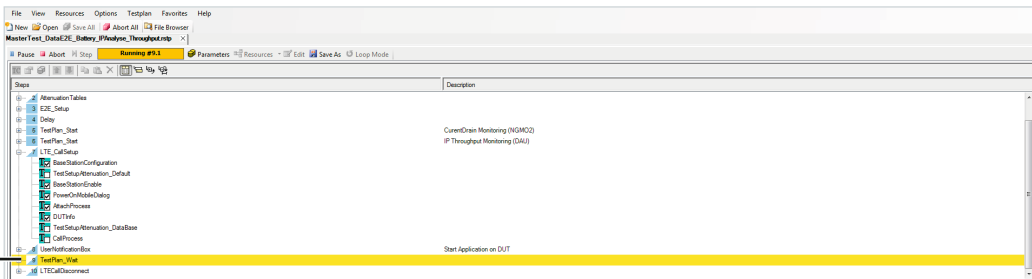 File View Resources Options Testplan Favorites Help
New Open Save All Abort All File Browser
MasterTest_DataE2E_Battery_IPAnalyse_Throughput.rstp
Pause Abort Step Running #9.1 Parameters Resources Edit Save As Loop Mode
Steps Description
2 AttenuationTables
3 E2E_Setup
4 Delay
5 TestPlan_Start CurentDrain Monitoring (NGMO2)
6 TestPlan_Start IP Throughput Monitoring (DAU)
7 LTE_CallSetup
BaseStationConfiguration
TestSetupAttenuation_Default
BaseStationEnable
PowerOnMobileDialog
AttachProcess
DUTInfo
TestSetupAttenuation_DataBase
CallProcess
8 UserNotificationBox Start Application on DUT
9 TestPlan_Wait
10 LTECallDisconnect